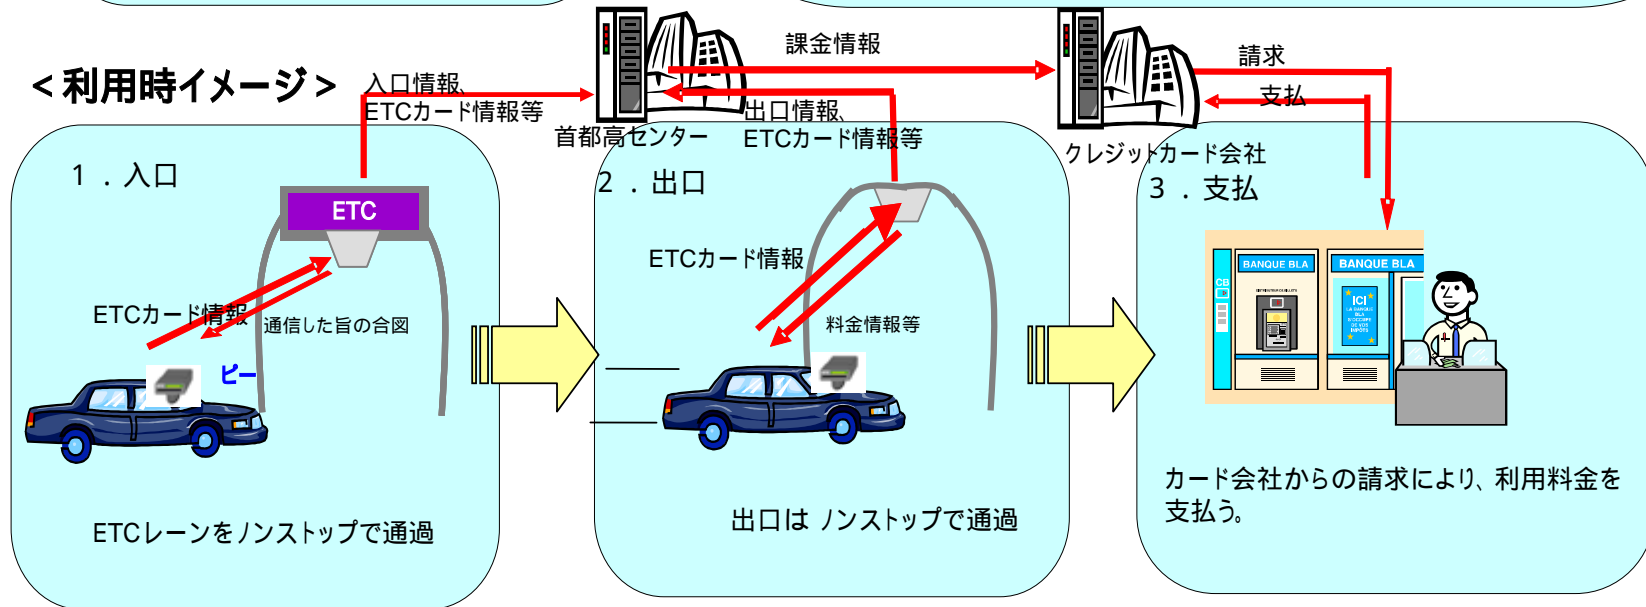 ＜利用時イメージ＞
入口情報、
ETCカード情報等
首都高センター
課金情報
出口情報、
ETCカード情報等
クレジットカード会社
請求
支払
１．入口
ETC
ETCカード情報
通信した旨の合図
ピー
ETCレーンをノンストップで通過
２．出口
ETCカード情報
料金情報等
出口は ノンストップで通過
３．支払
BANQUE BLA
BANQUE BLA
CB
ICI
LA BANQUE
BLA
S'OCCUPE
DE VOS
IMPÔTS
カード会社からの請求により、利用料金を
支払う。